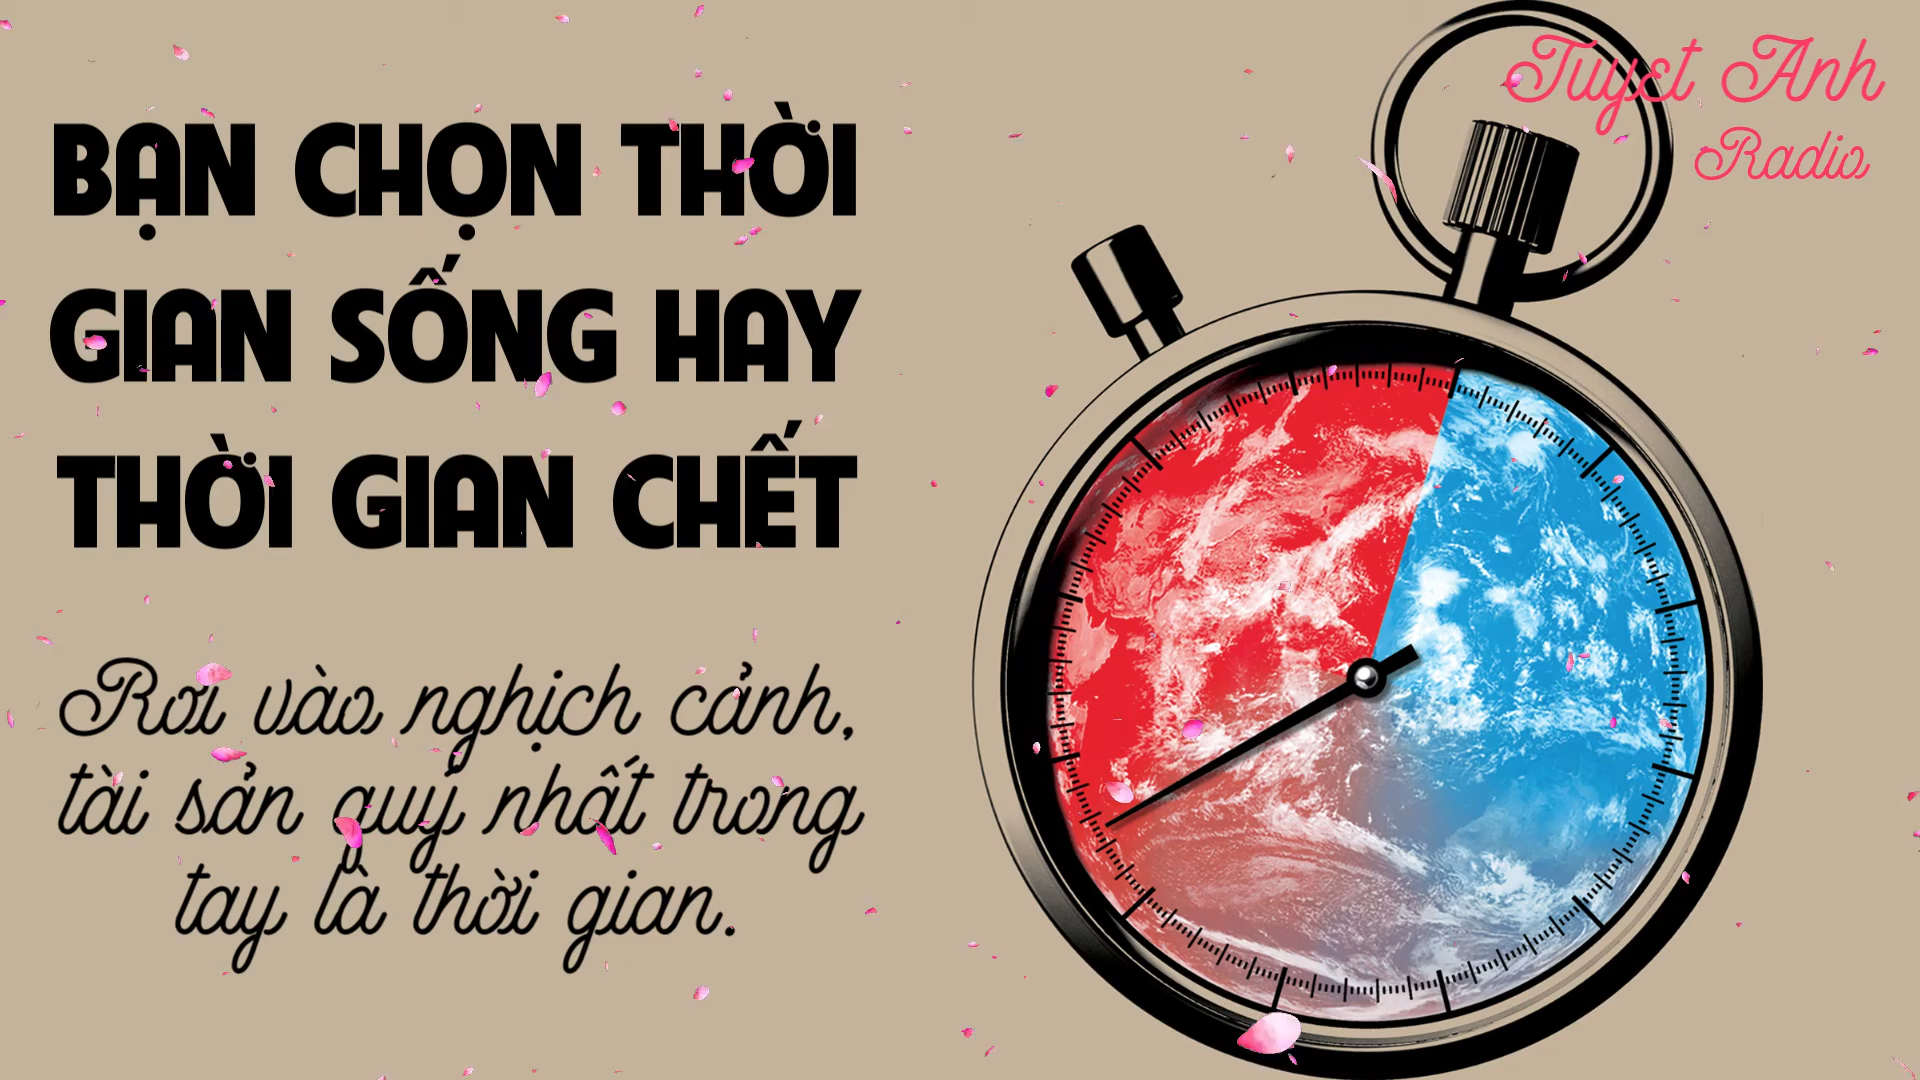 BẠN CHỌN THỜI
GIAN SỐNG HAY
THỜI GIAN CHẾT
Rơi vào nghịch cảnh,
tài sản quý nhất trong
tay là thời gian.
Tuyet Anh
Radio